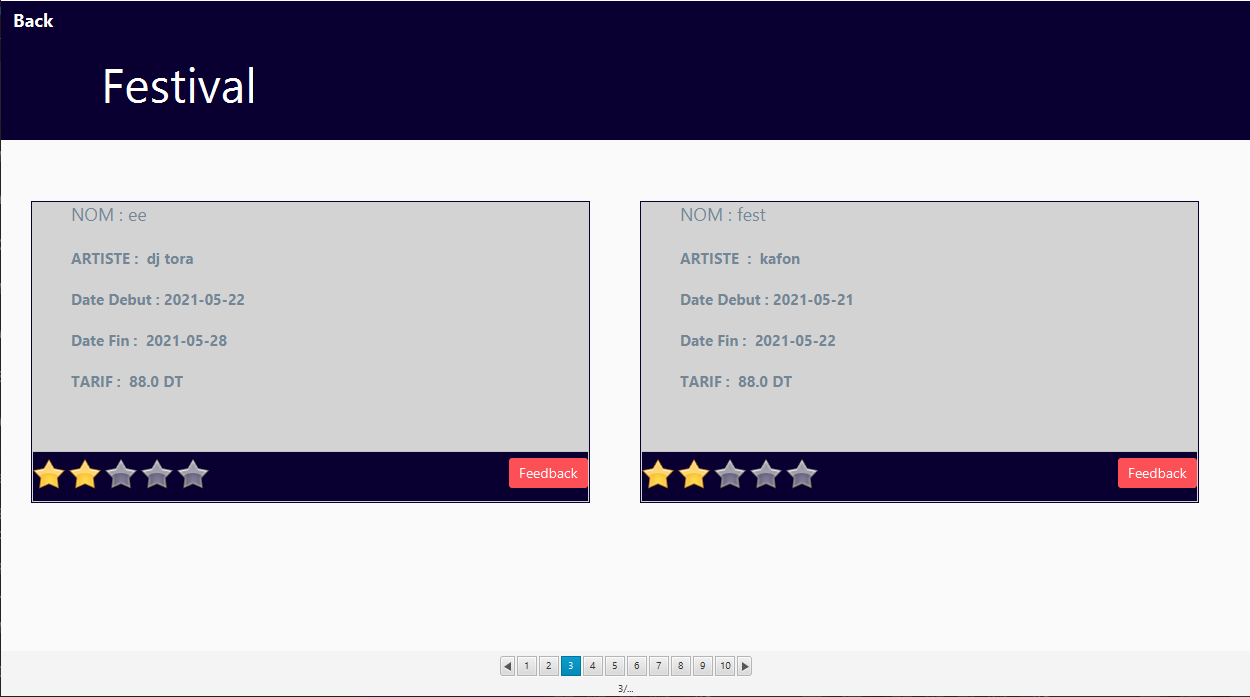 Back
Festival
NOM : ee
ARTISTE : dj tora
Date Debut : 2021-05-22
Date Fin : 2021-05-28
TARIF : 88.0 DT
Feedback
NOM : fest
ARTISTE : kafon
Date Debut : 2021-05-21
Date Fin : 2021-05-22
TARIF : 88.0 DT
Feedback
1 2 3 4 5 6 7 8 9 10
3/...